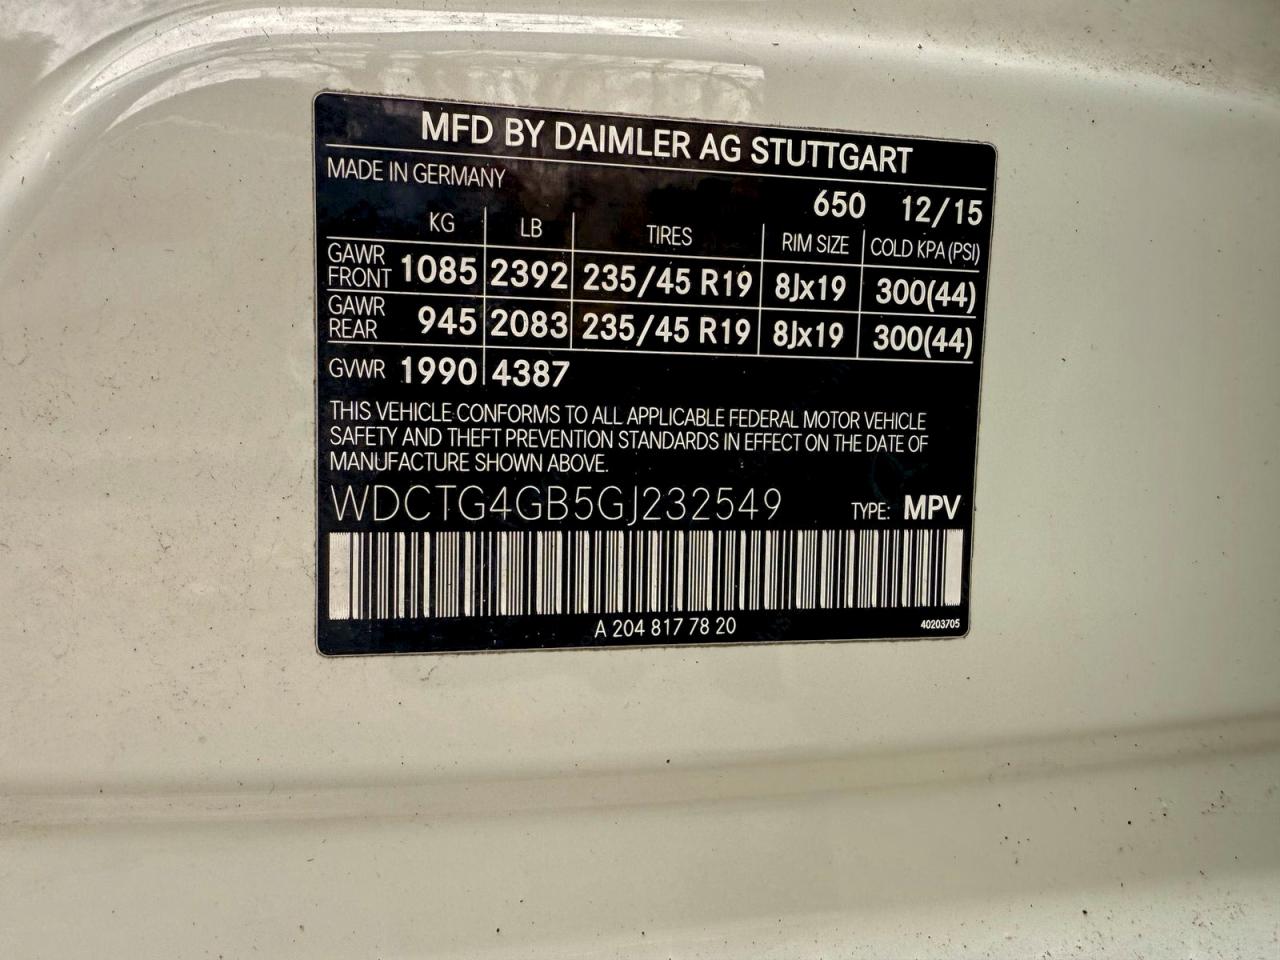 MFD BY DAIMLER AG STUTTGART
MADE IN GERMANY
650 12/15
KG LB TIRES RIM SIZE COLD KPA (PSI)
GAWR FRONT 1085 2392 235/45 R19 8Jx19 300(44)
GAWR REAR 945 2083 235/45 R19 8Jx19 300(44)
GVWR 1990 4387
THIS VEHICLE CONFORMS TO ALL APPLICABLE FEDERAL MOTOR VEHICLE
SAFETY AND THEFT PREVENTION STANDARDS IN EFFECT ON THE DATE OF
MANUFACTURE SHOWN ABOVE.
WDCTG4GB5GJ232549 TYPE: MPV
A 204 817 78 20 40203705